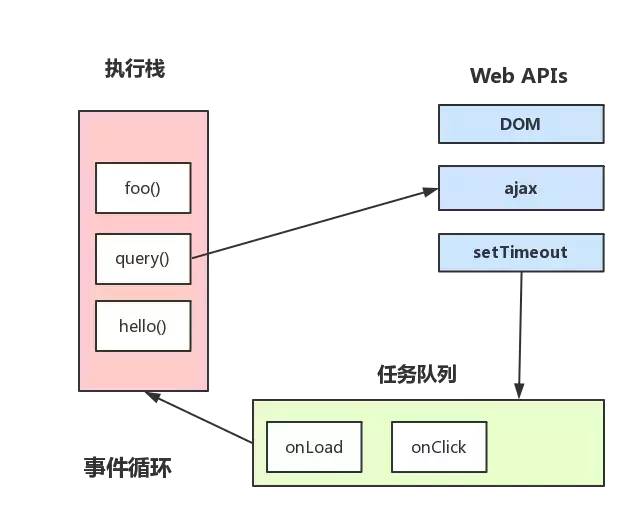 执行栈
Web APIs
DOM
foo()
ajax
query()
setTimeout
hello()
任务队列
onLoad
onClick
事件循环